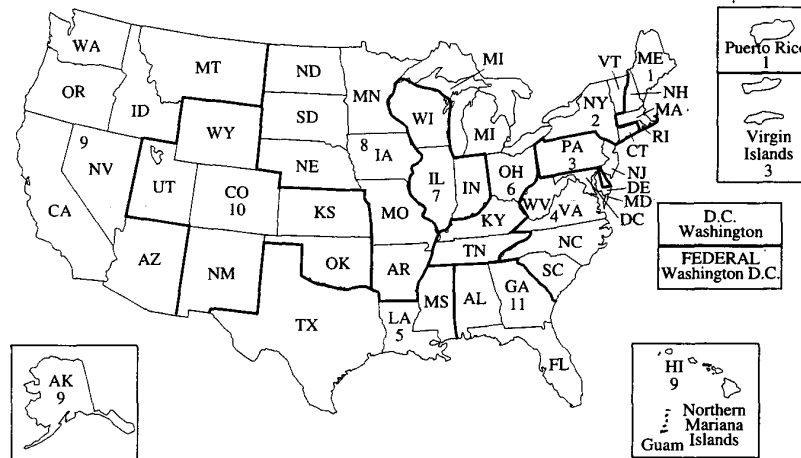 WA
MT
ND
MN
MI
VT
ME
1
NH
MA
RI
CT
NJ
DE
MD
DC
OR
ID
WY
SD
WI
MI
NY
2
PA
3
9
NV
UT
CO
10
NE
8 IA
IL
7
IN
OH
6
WV
4 VA
CA
KS
MO
KY
NC
AZ
NM
OK
AR
TN
SC
TX
LA
5
MS
AL
GA
11
FL
AK
9
HI
9
Northern
Mariana
Islands
Guam
Puerto Rico
1
Virgin
Islands
3
D.C.
Washington
FEDERAL
Washington D.C.